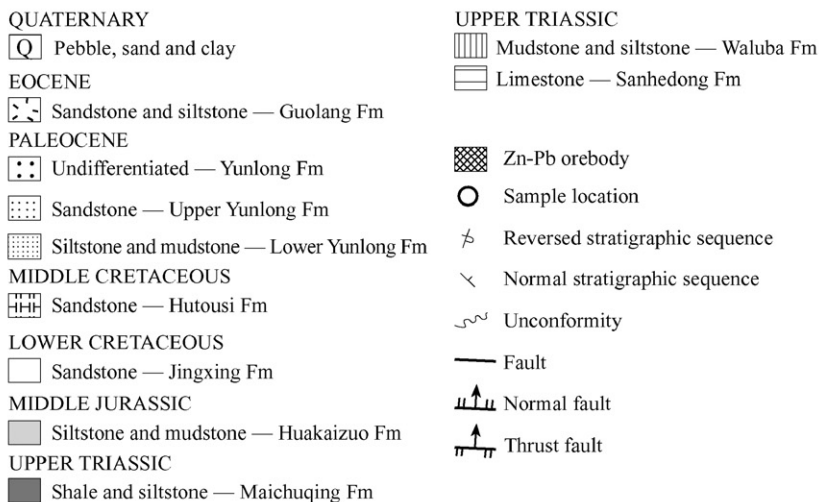 QUATERNARY
Q Pebble, sand and clay
EOCENE
Sandstone and siltstone — Guolang Fm
PALEOCENE
Undifferentiated — Yunlong Fm
Sandstone — Upper Yunlong Fm
Siltstone and mudstone — Lower Yunlong Fm
MIDDLE CRETACEOUS
Sandstone — Hutousi Fm
LOWER CRETACEOUS
Sandstone — Jingxing Fm
MIDDLE JURASSIC
Siltstone and mudstone — Huakaizuo Fm
UPPER TRIASSIC
Shale and siltstone — Maichuqing Fm
UPPER TRIASSIC
Mudstone and siltstone — Waluba Fm
Limestone — Sanhedong Fm
Zn-Pb orebody
Sample location
Reversed stratigraphic sequence
Normal stratigraphic sequence
Unconformity
Fault
Normal fault
Thrust fault